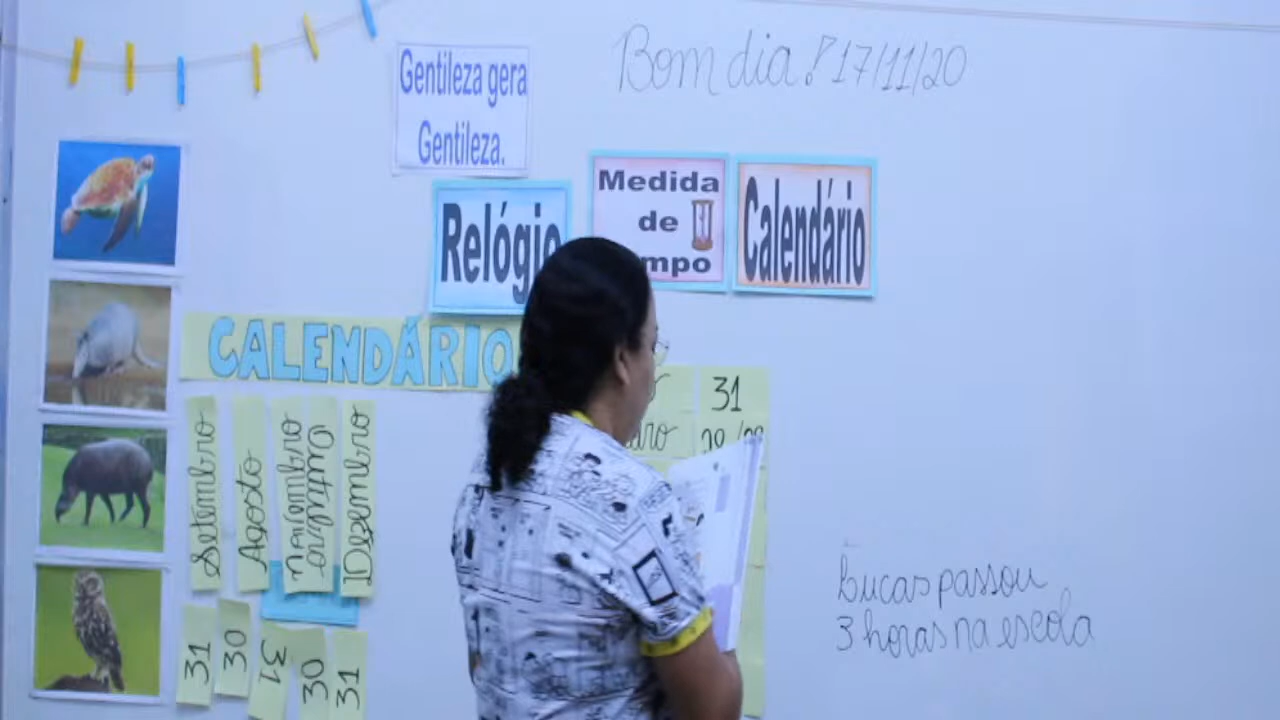 Bom dia! 17/11/20
Gentileza gera
Gentileza.
Relógio
Medida
de
Calendário
CALENDÁRIO
31
Setembro
Agosto
novembro
Outubro
Dezembro
31
30
31
30
31
Lucas passou
3 horas na escola